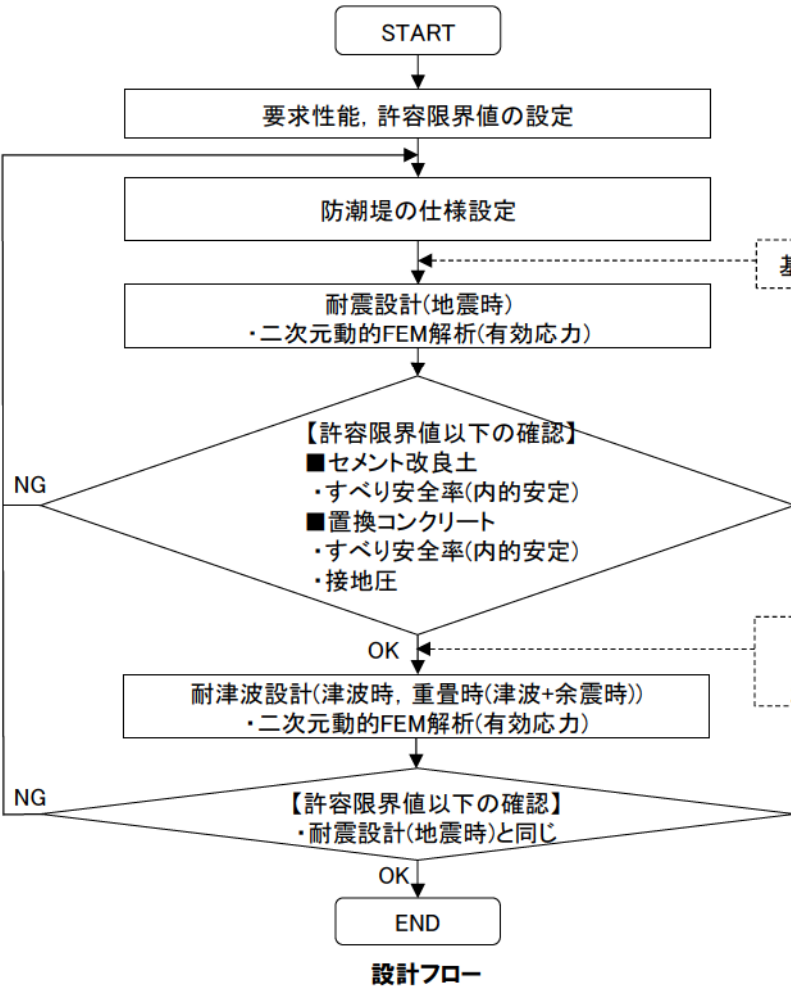 START
要求性能，許容限界値の設定
防潮堤の仕様設定
耐震設計(地震時)
・二次元動的FEM解析(有効応力)
【許容限界値以下の確認】
■セメント改良土
・すべり安全率(内的安定)
■置換コンクリート
・すべり安全率(内的安定)
・接地圧
NG
OK
耐津波設計(津波時，重畳時(津波+余震時))
・二次元動的FEM解析(有効応力)
NG
【許容限界値以下の確認】
・耐震設計(地震時)と同じ
OK
END
設計フロー